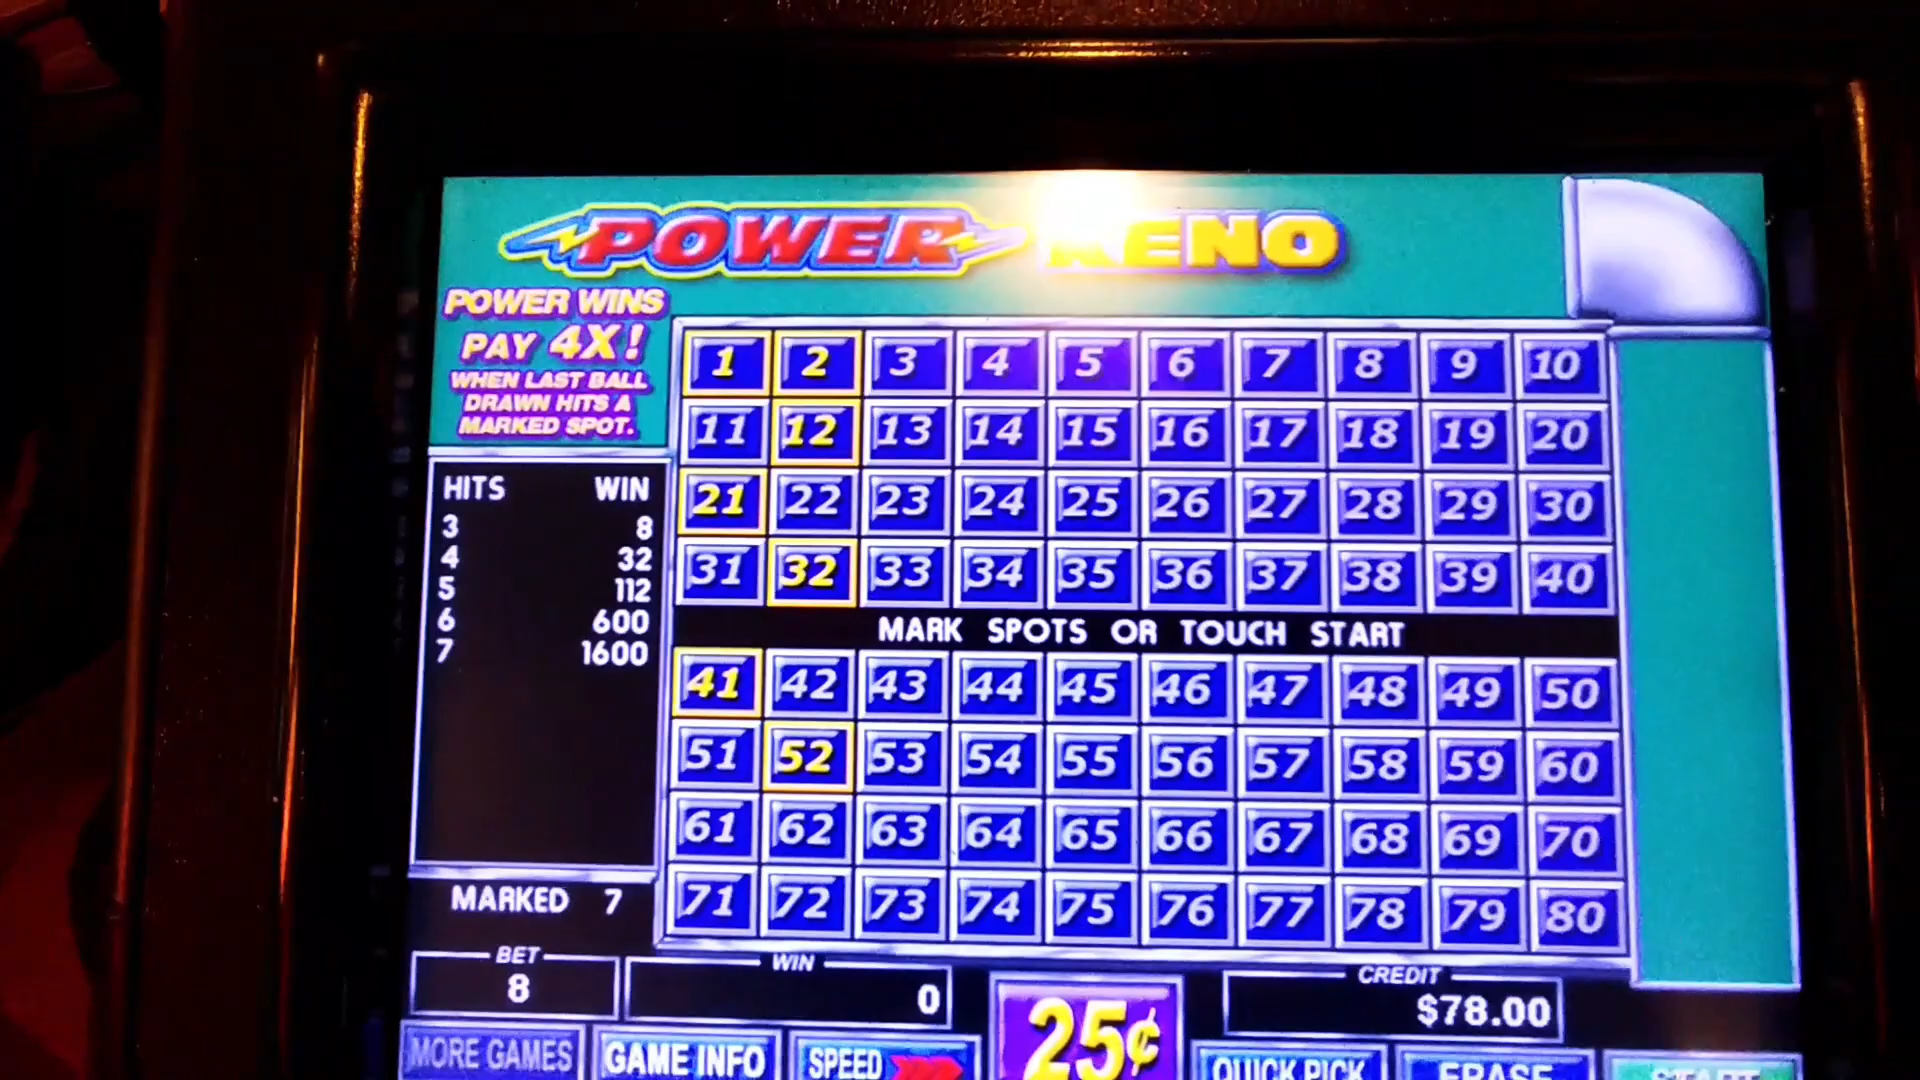 POWER KENO
POWER WINS
PAY 4X!
WHEN LAST BALL
DRAWN HITS A
MARKED SPOT.
HITS WIN
3 8
4 32
5 112
6 600
7 1600
MARKED 7
1 2 3 4 5 6 7 8 9 10
11 12 13 14 15 16 17 18 19 20
21 22 23 24 25 26 27 28 29 30
31 32 33 34 35 36 37 38 39 40
MARK SPOTS OR TOUCH START
41 42 43 44 45 46 47 48 49 50
51 52 53 54 55 56 57 58 59 60
61 62 63 64 65 66 67 68 69 70
71 72 73 74 75 76 77 78 79 80
BET
8
WIN
0
25¢
CREDIT
$78.00
MORE GAMES
GAME INFO
SPEED
QUICK PICK
ERASE
START